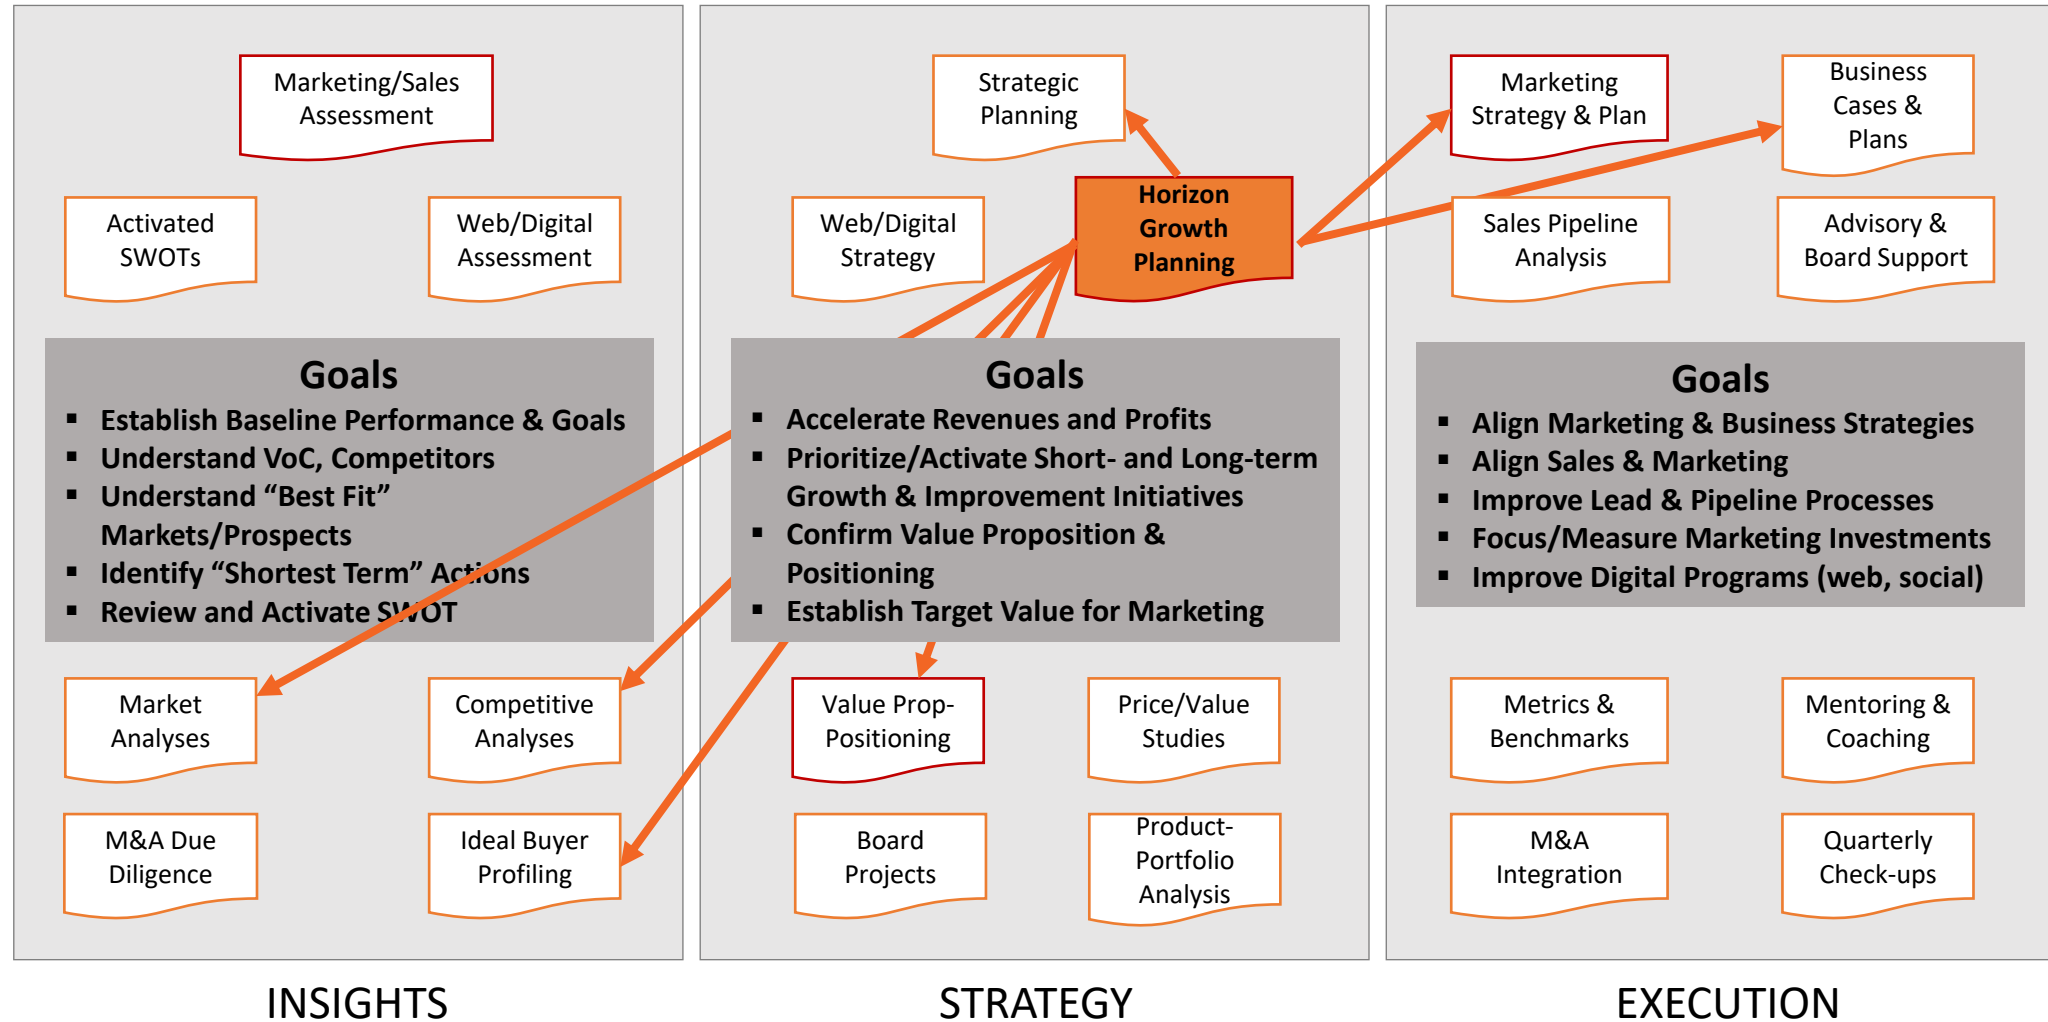 Marketing/Sales
Assessment
Activated
SWOTs
Web/Digital
Assessment
Goals
▪ Establish Baseline Performance & Goals
▪ Understand VoC, Competitors
▪ Understand “Best Fit”
Markets/Prospects
▪ Identify “Shortest Term” Actions
▪ Review and Activate SWOT
Market
Analyses
Competitive
Analyses
M&A Due
Diligence
Ideal Buyer
Profiling
INSIGHTS
Strategic
Planning
Horizon
Growth
Planning
Web/Digital
Strategy
Goals
▪ Accelerate Revenues and Profits
▪ Prioritize/Activate Short- and Long-term
Growth & Improvement Initiatives
▪ Confirm Value Proposition &
Positioning
▪ Establish Target Value for Marketing
Value Prop-
Positioning
Price/Value
Studies
Board
Projects
Product-
Portfolio
Analysis
STRATEGY
Marketing
Strategy & Plan
Business
Cases &
Plans
Sales Pipeline
Analysis
Advisory &
Board Support
Goals
▪ Align Marketing & Business Strategies
▪ Align Sales & Marketing
▪ Improve Lead & Pipeline Processes
▪ Focus/Measure Marketing Investments
▪ Improve Digital Programs (web, social)
Metrics &
Benchmarks
Mentoring &
Coaching
M&A
Integration
Quarterly
Check-ups
EXECUTION